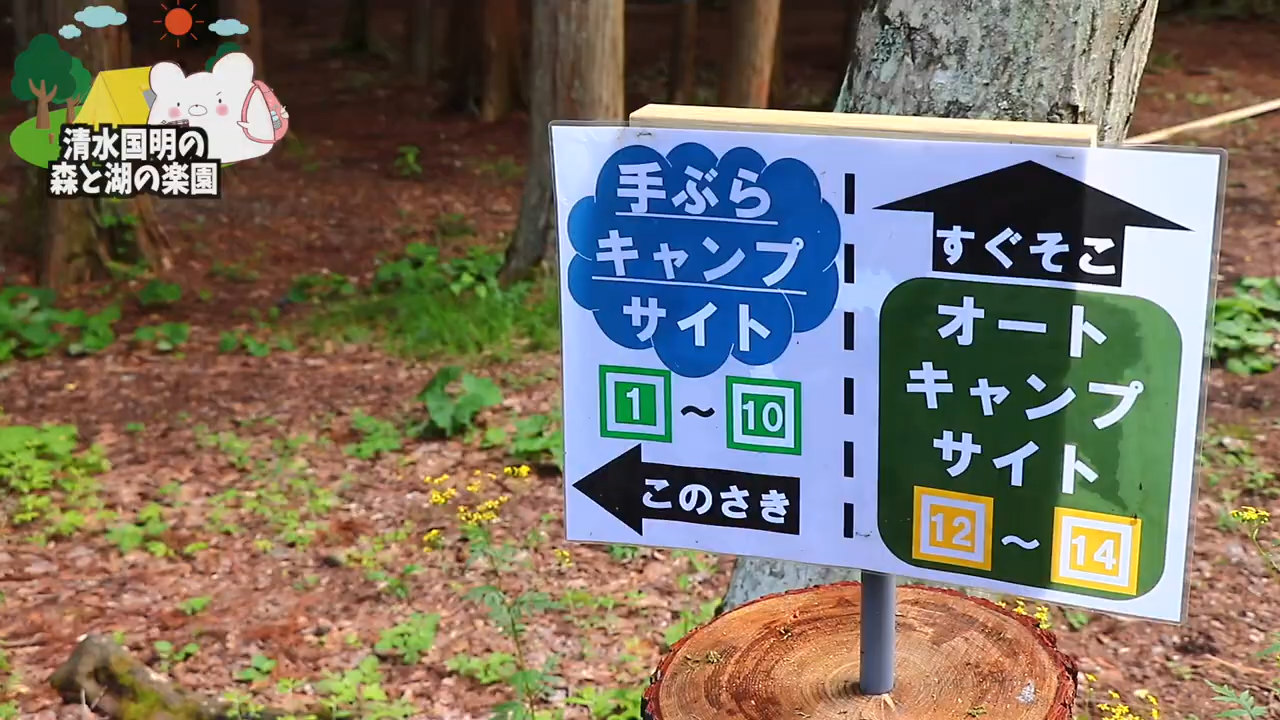 清水国明の
森と湖の楽園
手ぶら
キャンプ
サイト
1 ～ 10
このさき
すぐそこ
オート
キャンプ
サイト
12 ～ 14